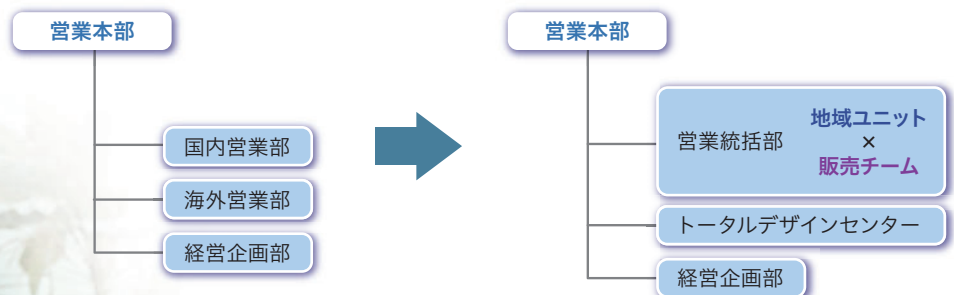 営業本部
国内営業部
海外営業部
経営企画部
営業本部
営業統括部
地域ユニット
×
販売チーム
トータルデザインセンター
経営企画部